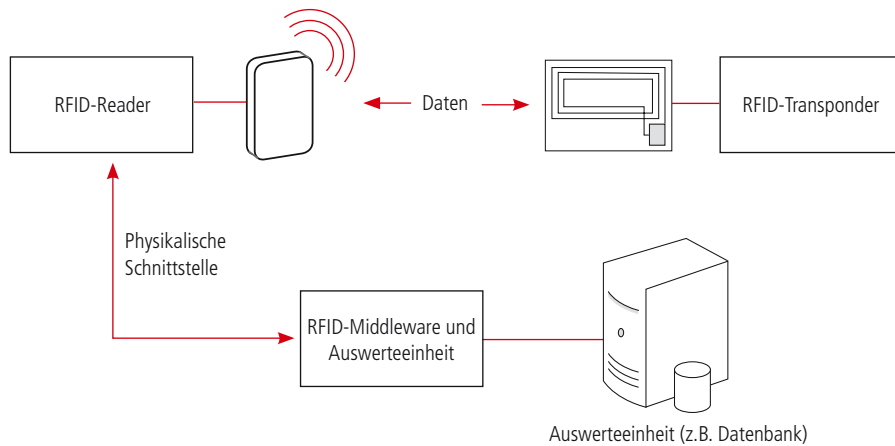 RFID-Reader
Daten
RFID-Transponder
Physikalische
Schnittstelle
RFID-Middleware und
Auswerteeinheit
Auswerteeinheit (z.B. Datenbank)